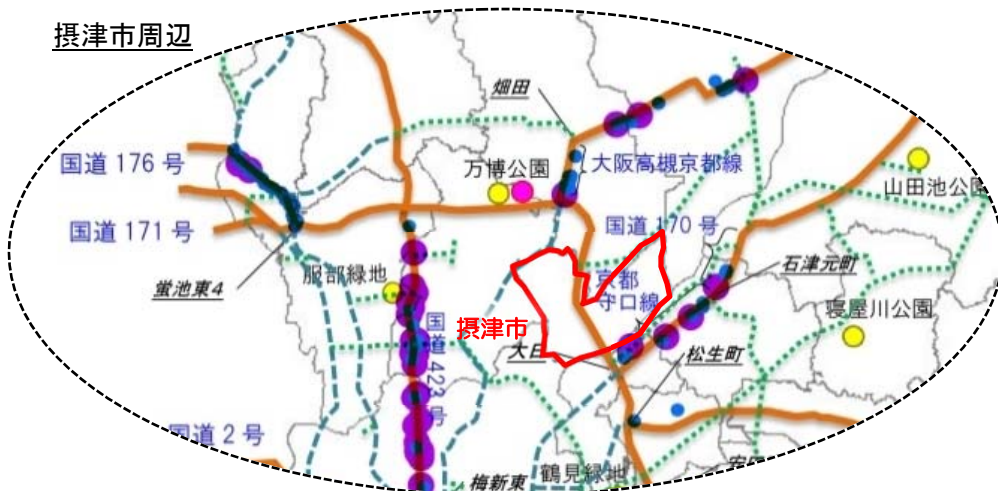 摂津市周辺
畑田
国道 176 号
万博公園
大阪高槻京都線
山田池公園
国道 171 号
国道 170 号
蛍池東4
服部緑地
京都
守口線
石津元町
寝屋川公園
摂津市
国道 423 号
大日
松生町
国道 2 号
梅新東
鶴見緑地